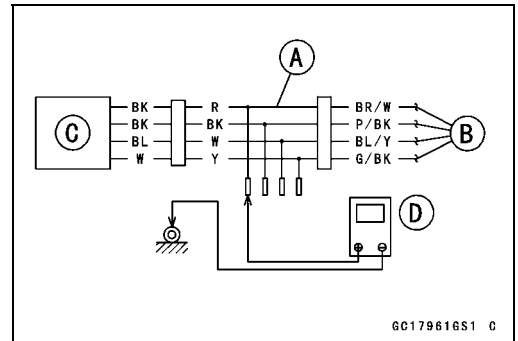 A
BK R BR/W
BK BK P/BK
C B
BL W BL/Y
W Y G/BK
D
GC17961GS1 C